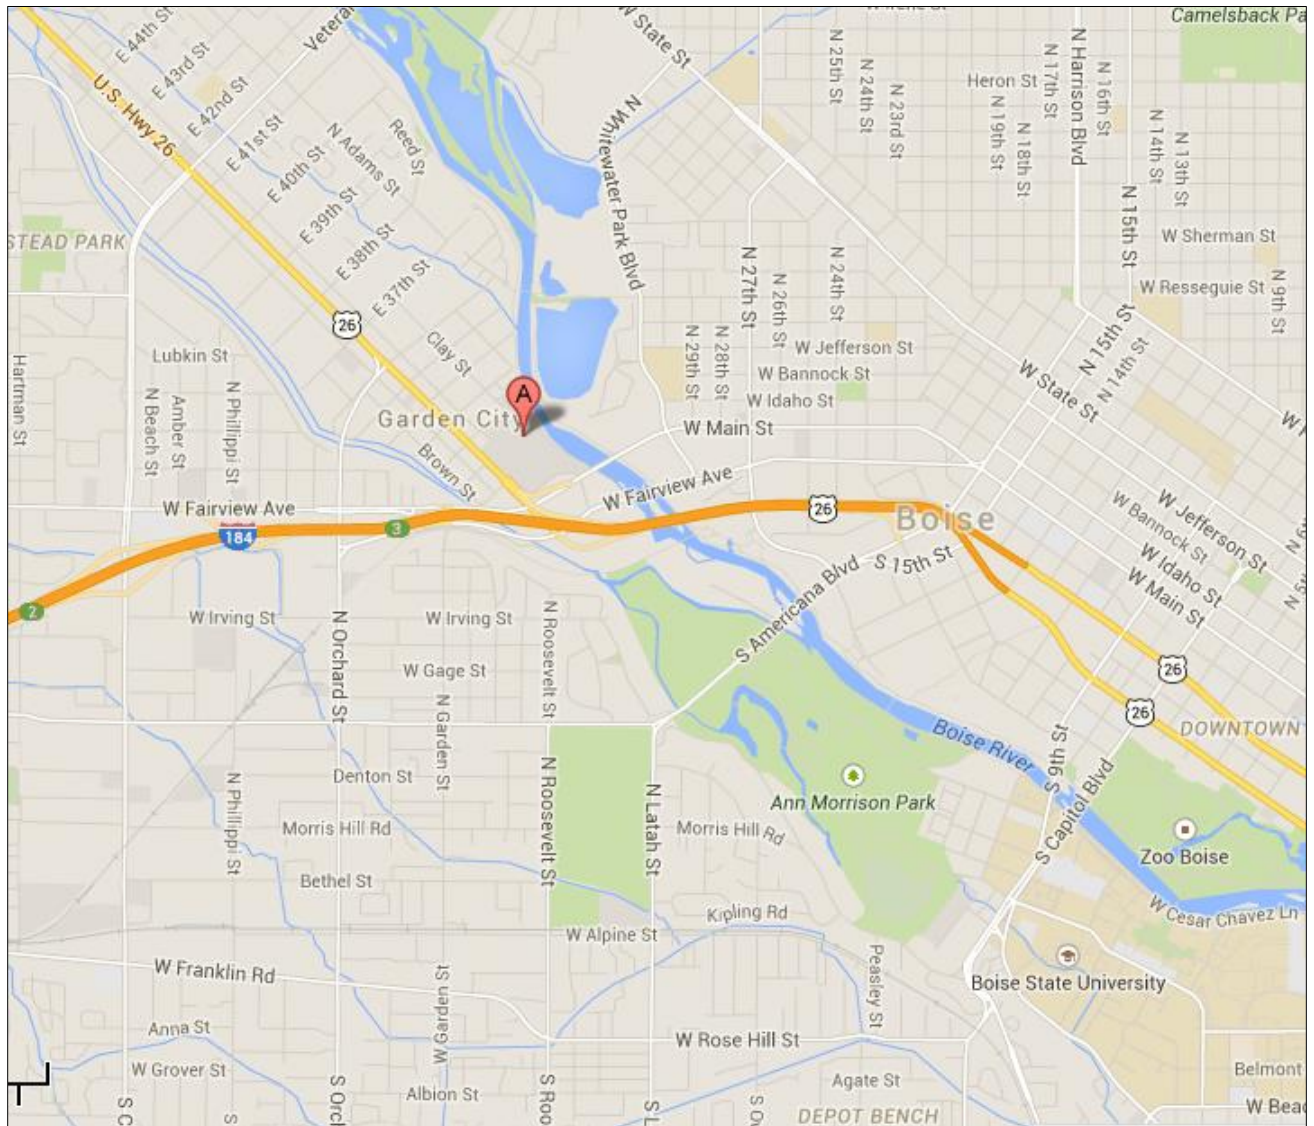 Camelsback Pa
W State St
Veteran
E 44th St
E 43rd St
E 42nd St
E 41st St
E 40th St
E 39th St
E 38th St
E 37th St
U.S. Hwy 26
N Adams St
Reed St
N Whitewater Park Blvd
N 25th St
N 24th St
N 23rd St
Heron St
N 19th St
N 18th St
N 17th St
N Harrison Blvd
N 16th St
N 15th St
N 14th St
N 13th St
W Sherman St
W Resseguie St
N 9th St
STEAD PARK
26
Clay St
N 27th St
N 26th St
N 24th St
N 29th St
N 28th St
W Jefferson St
W Bannock St
W Idaho St
W Main St
N 15th St
N 14th St
W State St
Hartman St
Lubkin St
N Beach St
Amber St
N Phillippi St
A
Garden City
Brown St
W Fairview Ave
W Fairview Ave
184
3
2
26
Boise
W Jefferson St
W Bannock St
W Idaho St
W Main St
S 15th St
S Americana Blvd
W Irving St
W Irving St
N Orchard St
N Roosevelt St
W Gage St
N Garden St
26
26
DOWNTOWN
Boise River
S 9th St
S Capitol Blvd
Denton St
N Phillippi St
N Roosevelt St
N Latah St
Ann Morrison Park
Morris Hill Rd
Morris Hill Rd
Zoo Boise
Bethel St
Kipling Rd
W Cesar Chavez Ln
W Alpine St
W Franklin Rd
W Garden St
Peasley St
Boise State University
Anna St
W Rose Hill St
W Grover St
Albion St
Agate St
Belmont
W Beac
S C
S
S Orc
S Roo
S L
S O
DEPOT BENCH